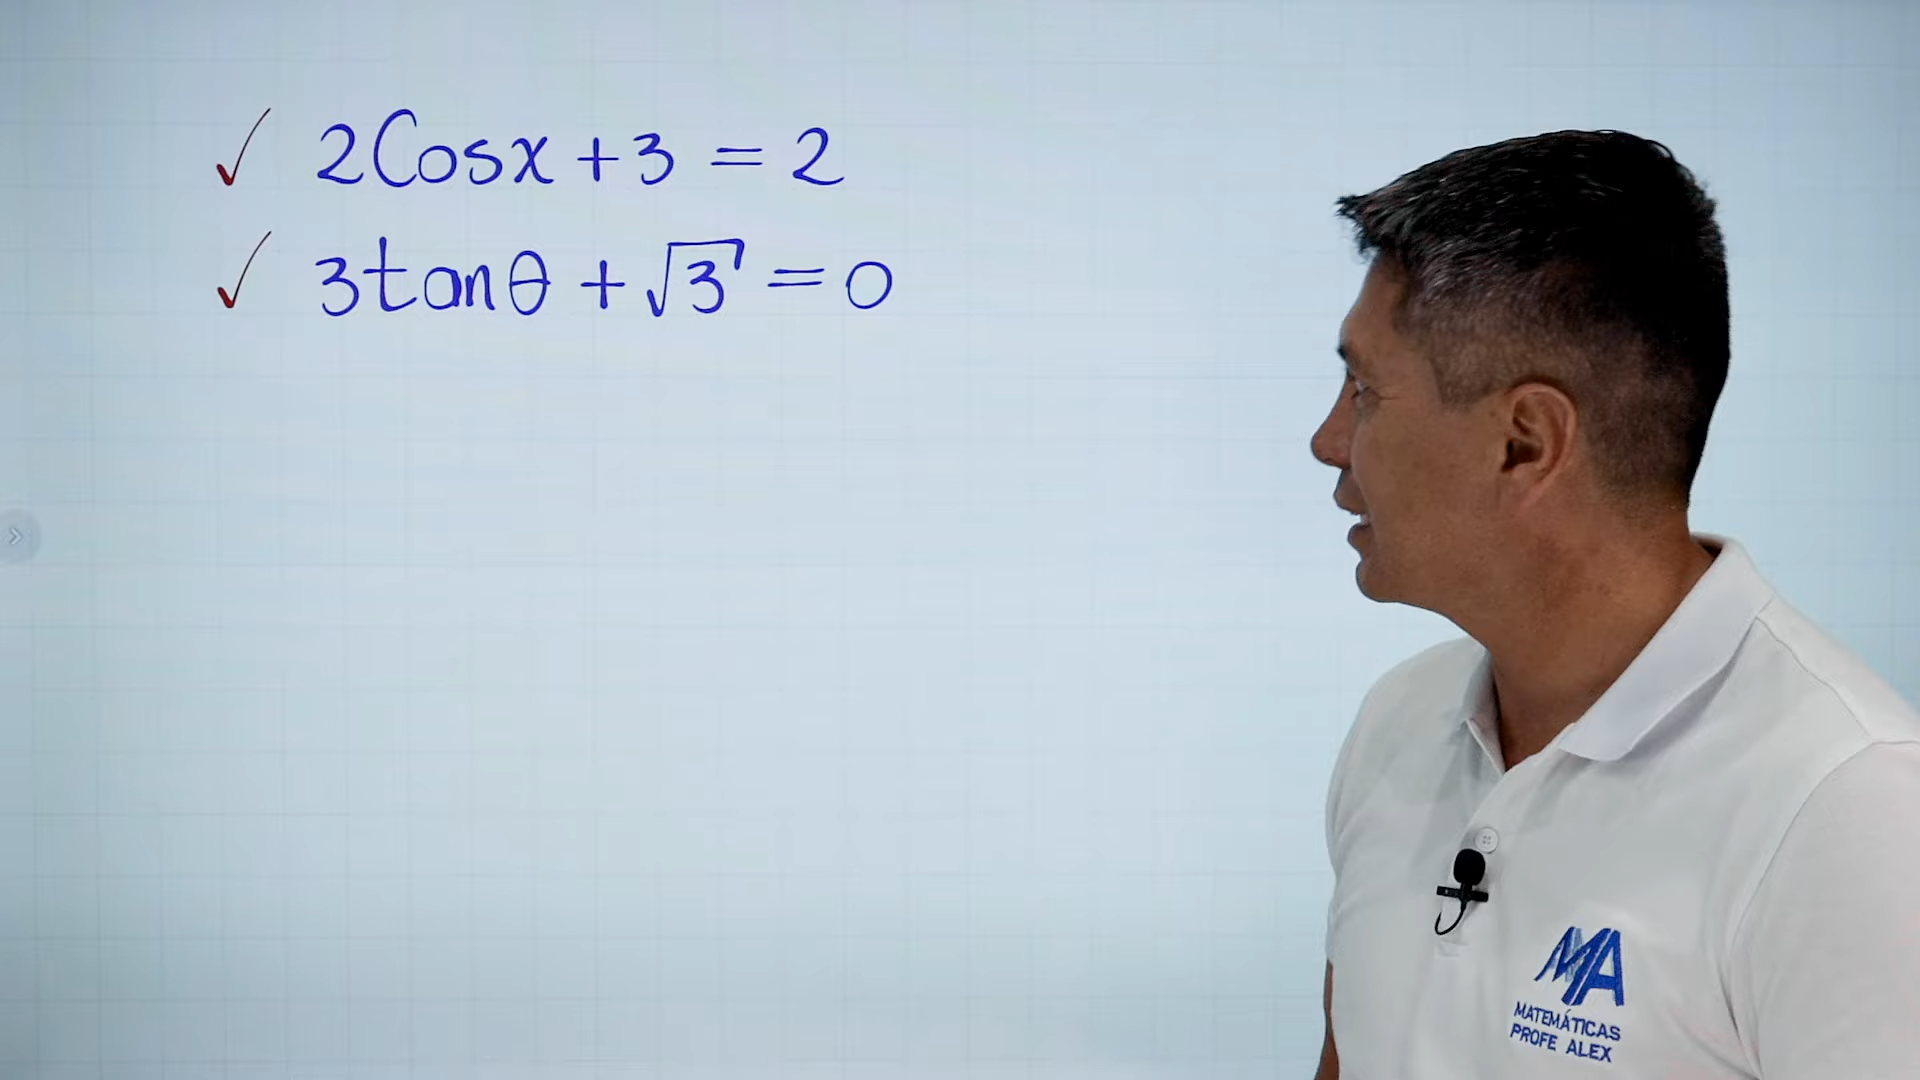 ✓ 2Cosx + 3 = 2
✓ 3tanθ + √3 = 0
MA
MATEMÁTICAS
PROFE ALEX